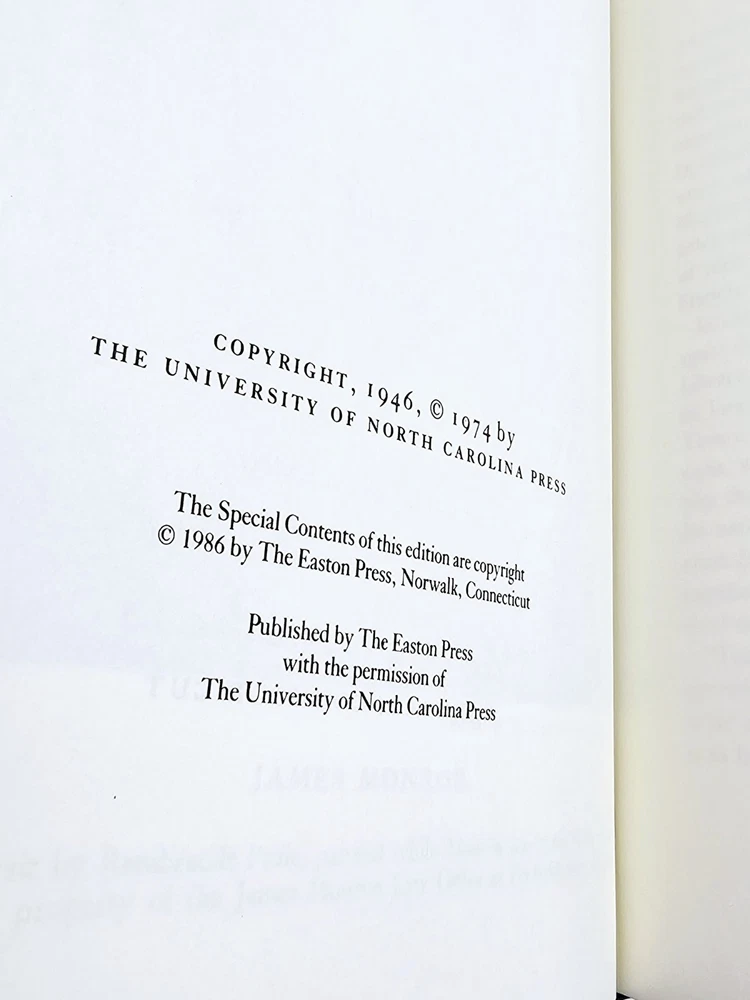 COPYRIGHT, 1946, © 1974 by
THE UNIVERSITY OF NORTH CAROLINA PRESS
The Special Contents of this edition are copyright
© 1986 by The Easton Press, Norwalk, Connecticut
Published by The Easton Press
with the permission of
The University of North Carolina Press
JAMES MONROE